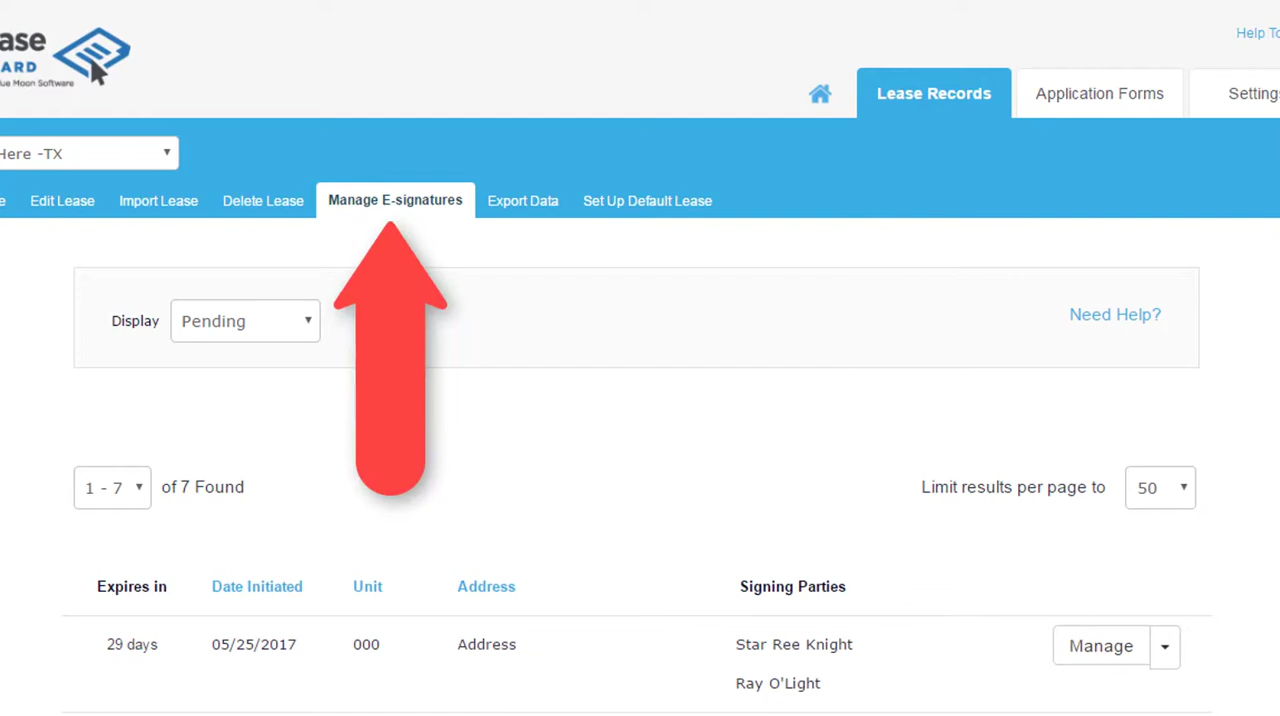 ase
ARD
lue Moon Software
Help To
Lease Records
Application Forms
Settings
Here -TX
e
Edit Lease
Import Lease
Delete Lease
Manage E-signatures
Export Data
Set Up Default Lease
Display
Pending
Need Help?
1 - 7 of 7 Found
Limit results per page to 50
Expires in
Date Initiated
Unit
Address
Signing Parties
29 days
05/25/2017
000
Address
Star Ree Knight
Manage
Ray O'Light